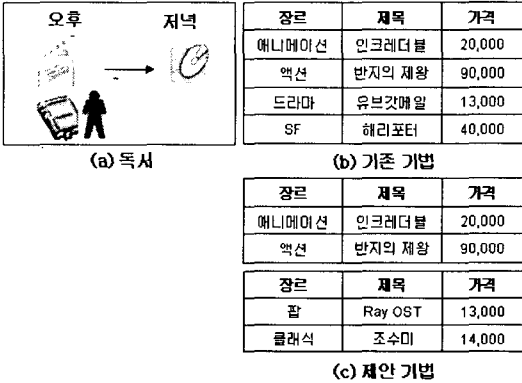 오후 저녁
(a) 독서
장르 제목 가격
애니메이션 인크레더블 20,000
액션 반지의 제왕 90,000
드라마 유브갓메일 13,000
SF 해리포터 40,000
(b) 기존 기법
장르 제목 가격
애니메이션 인크레더블 20,000
액션 반지의 제왕 90,000
장르 제목 가격
팝 Ray OST 13,000
클래식 조수미 14,000
(c) 제안 기법